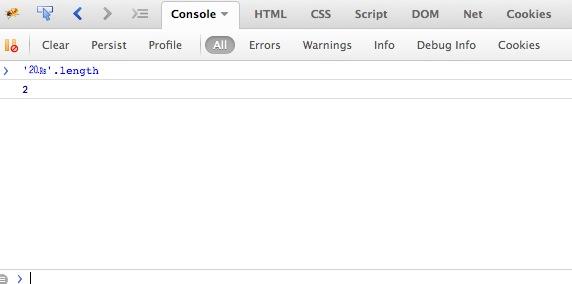 Console HTML CSS Script DOM Net Cookies
Clear Persist Profile All Errors Warnings Info Debug Info Cookies
'⒛₨'.length
2